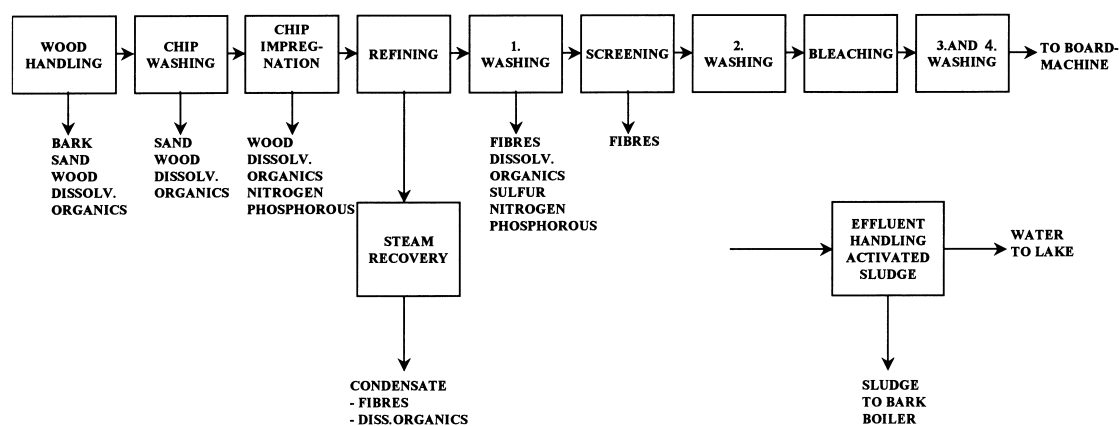 WOOD
HANDLING
CHIP
WASHING
CHIP
IMPREG-
NATION
REFINING
1.
WASHING
SCREENING
2.
WASHING
BLEACHING
3.AND 4.
WASHING
TO BOARD-
MACHINE
BARK
SAND
WOOD
DISSOLV.
ORGANICS
SAND
WOOD
DISSOLV.
ORGANICS
WOOD
DISSOLV.
ORGANICS
NITROGEN
PHOSPHOROUS
FIBRES
DISSOLV.
ORGANICS
SULFUR
NITROGEN
PHOSPHOROUS
FIBRES
STEAM
RECOVERY
CONDENSATE
- FIBRES
- DISS.ORGANICS
EFFLUENT
HANDLING
ACTIVATED
SLUDGE
WATER
TO LAKE
SLUDGE
TO BARK
BOILER